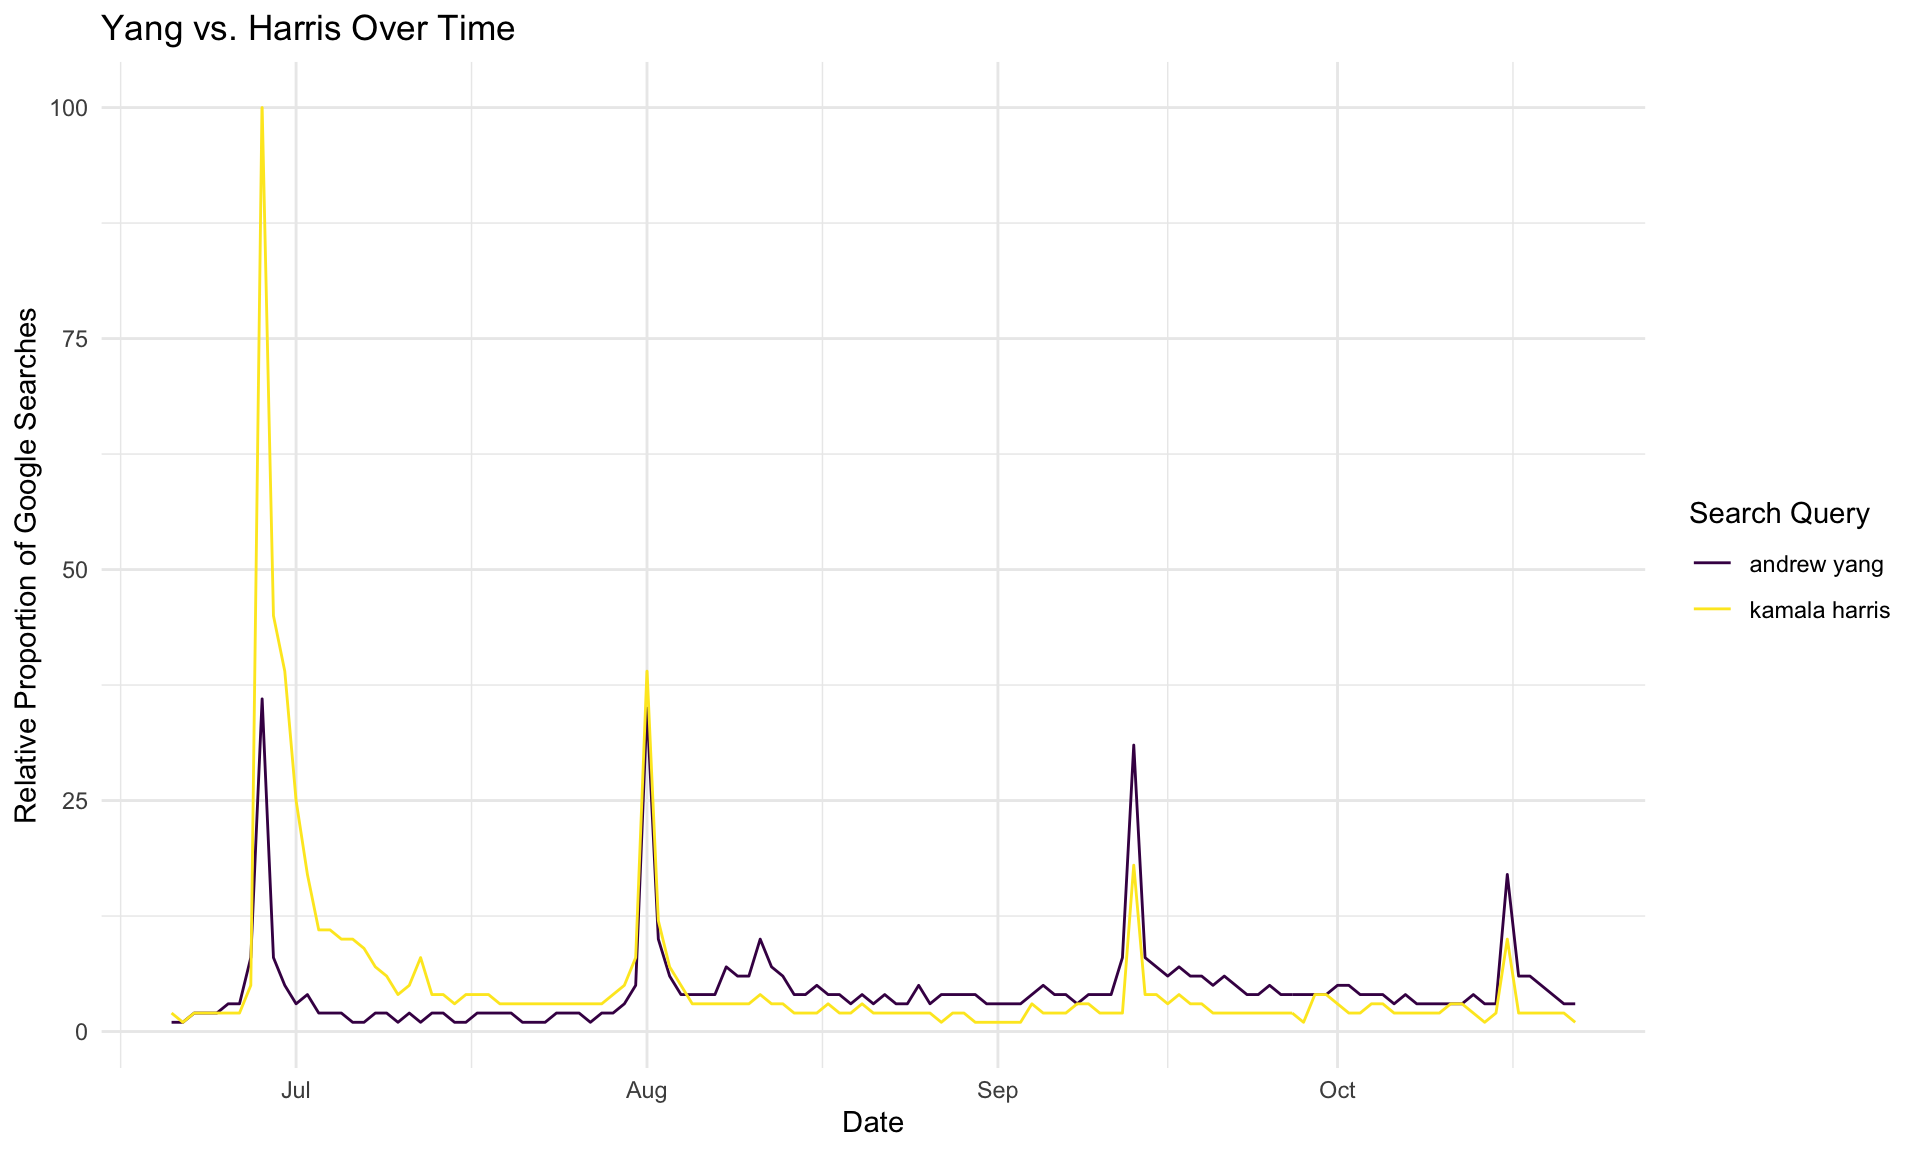 Yang vs. Harris Over Time
Relative Proportion of Google Searches
100
75
50
25
0
Jul
Aug
Sep
Oct
Date
Search Query
andrew yang
kamala harris